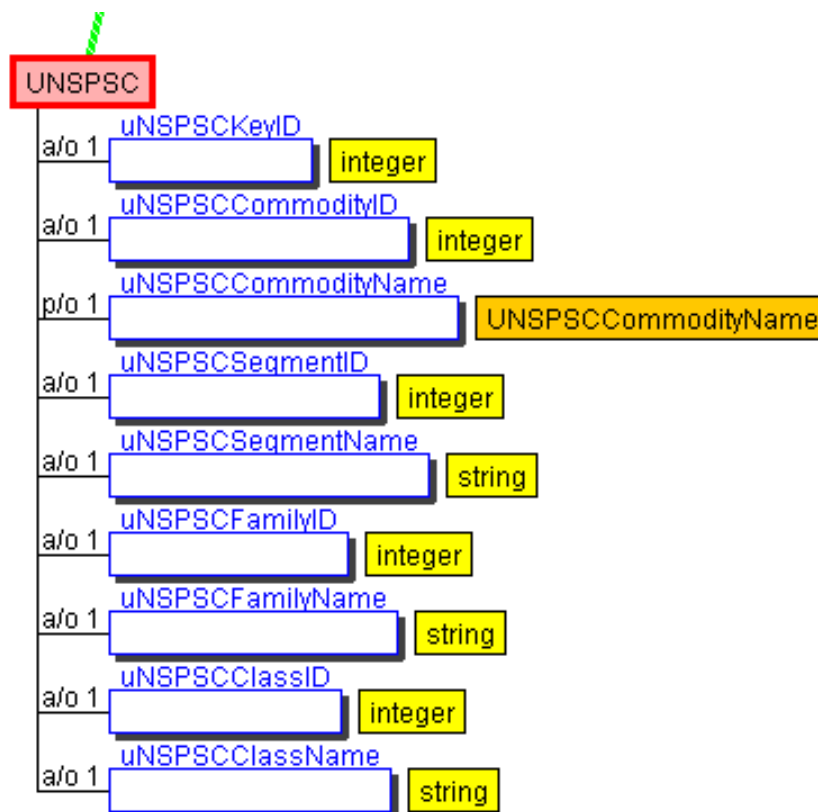 UNSPSC
uNSPSCKeyID
a/o 1
integer
uNSPSCCommodityID
a/o 1
integer
uNSPSCCommodityName
p/o 1
UNSPSCCommodityName
uNSPSCSegmentID
a/o 1
integer
uNSPSCSegmentName
a/o 1
string
uNSPSCFamilyID
a/o 1
integer
uNSPSCFamilyName
a/o 1
string
uNSPSCClassID
a/o 1
integer
uNSPSCClassName
a/o 1
string